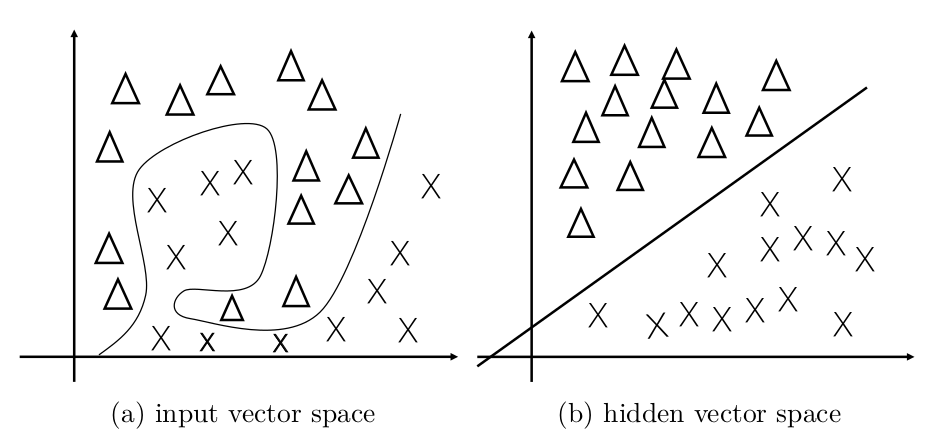 (a) input vector space
(b) hidden vector space